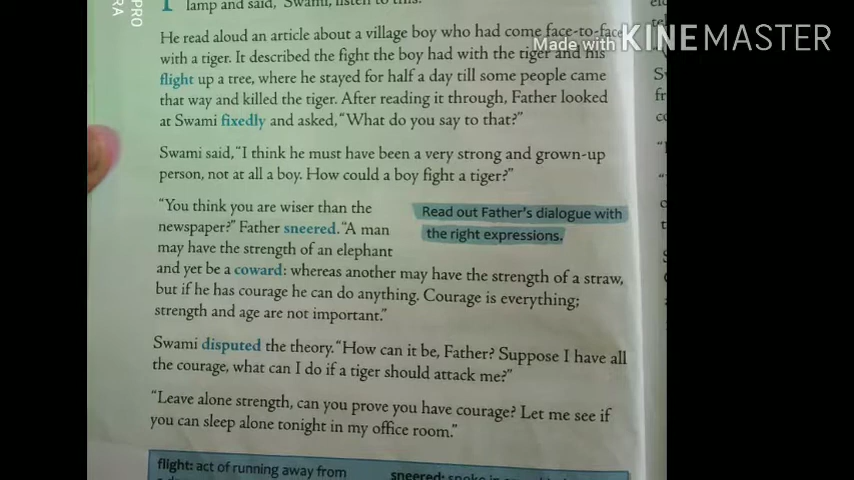 PRO
RA
lamp and said, "Swami, listen to this."
He read aloud an article about a village boy who had come face-to-face
Made with KINEMASTER
with a tiger. It described the fight the boy had with the tiger and his
flight up a tree, where he stayed for half a day till some people came
that way and killed the tiger. After reading it through, Father looked
at Swami fixedly and asked, "What do you say to that?"
Swami said, "I think he must have been a very strong and grown-up
person, not at all a boy. How could a boy fight a tiger?"
"You think you are wiser than the
newspaper?" Father sneered. "A man
may have the strength of an elephant
Read out Father's dialogue with
the right expressions.
and yet be a coward: whereas another may have the strength of a straw,
but if he has courage he can do anything. Courage is everything;
strength and age are not important."
Swami disputed the theory. "How can it be, Father? Suppose I have all
the courage, what can I do if a tiger should attack me?"
"Leave alone strength, can you prove you have courage? Let me see if
you can sleep alone tonight in my office room."
flight: act of running away from
sneered: